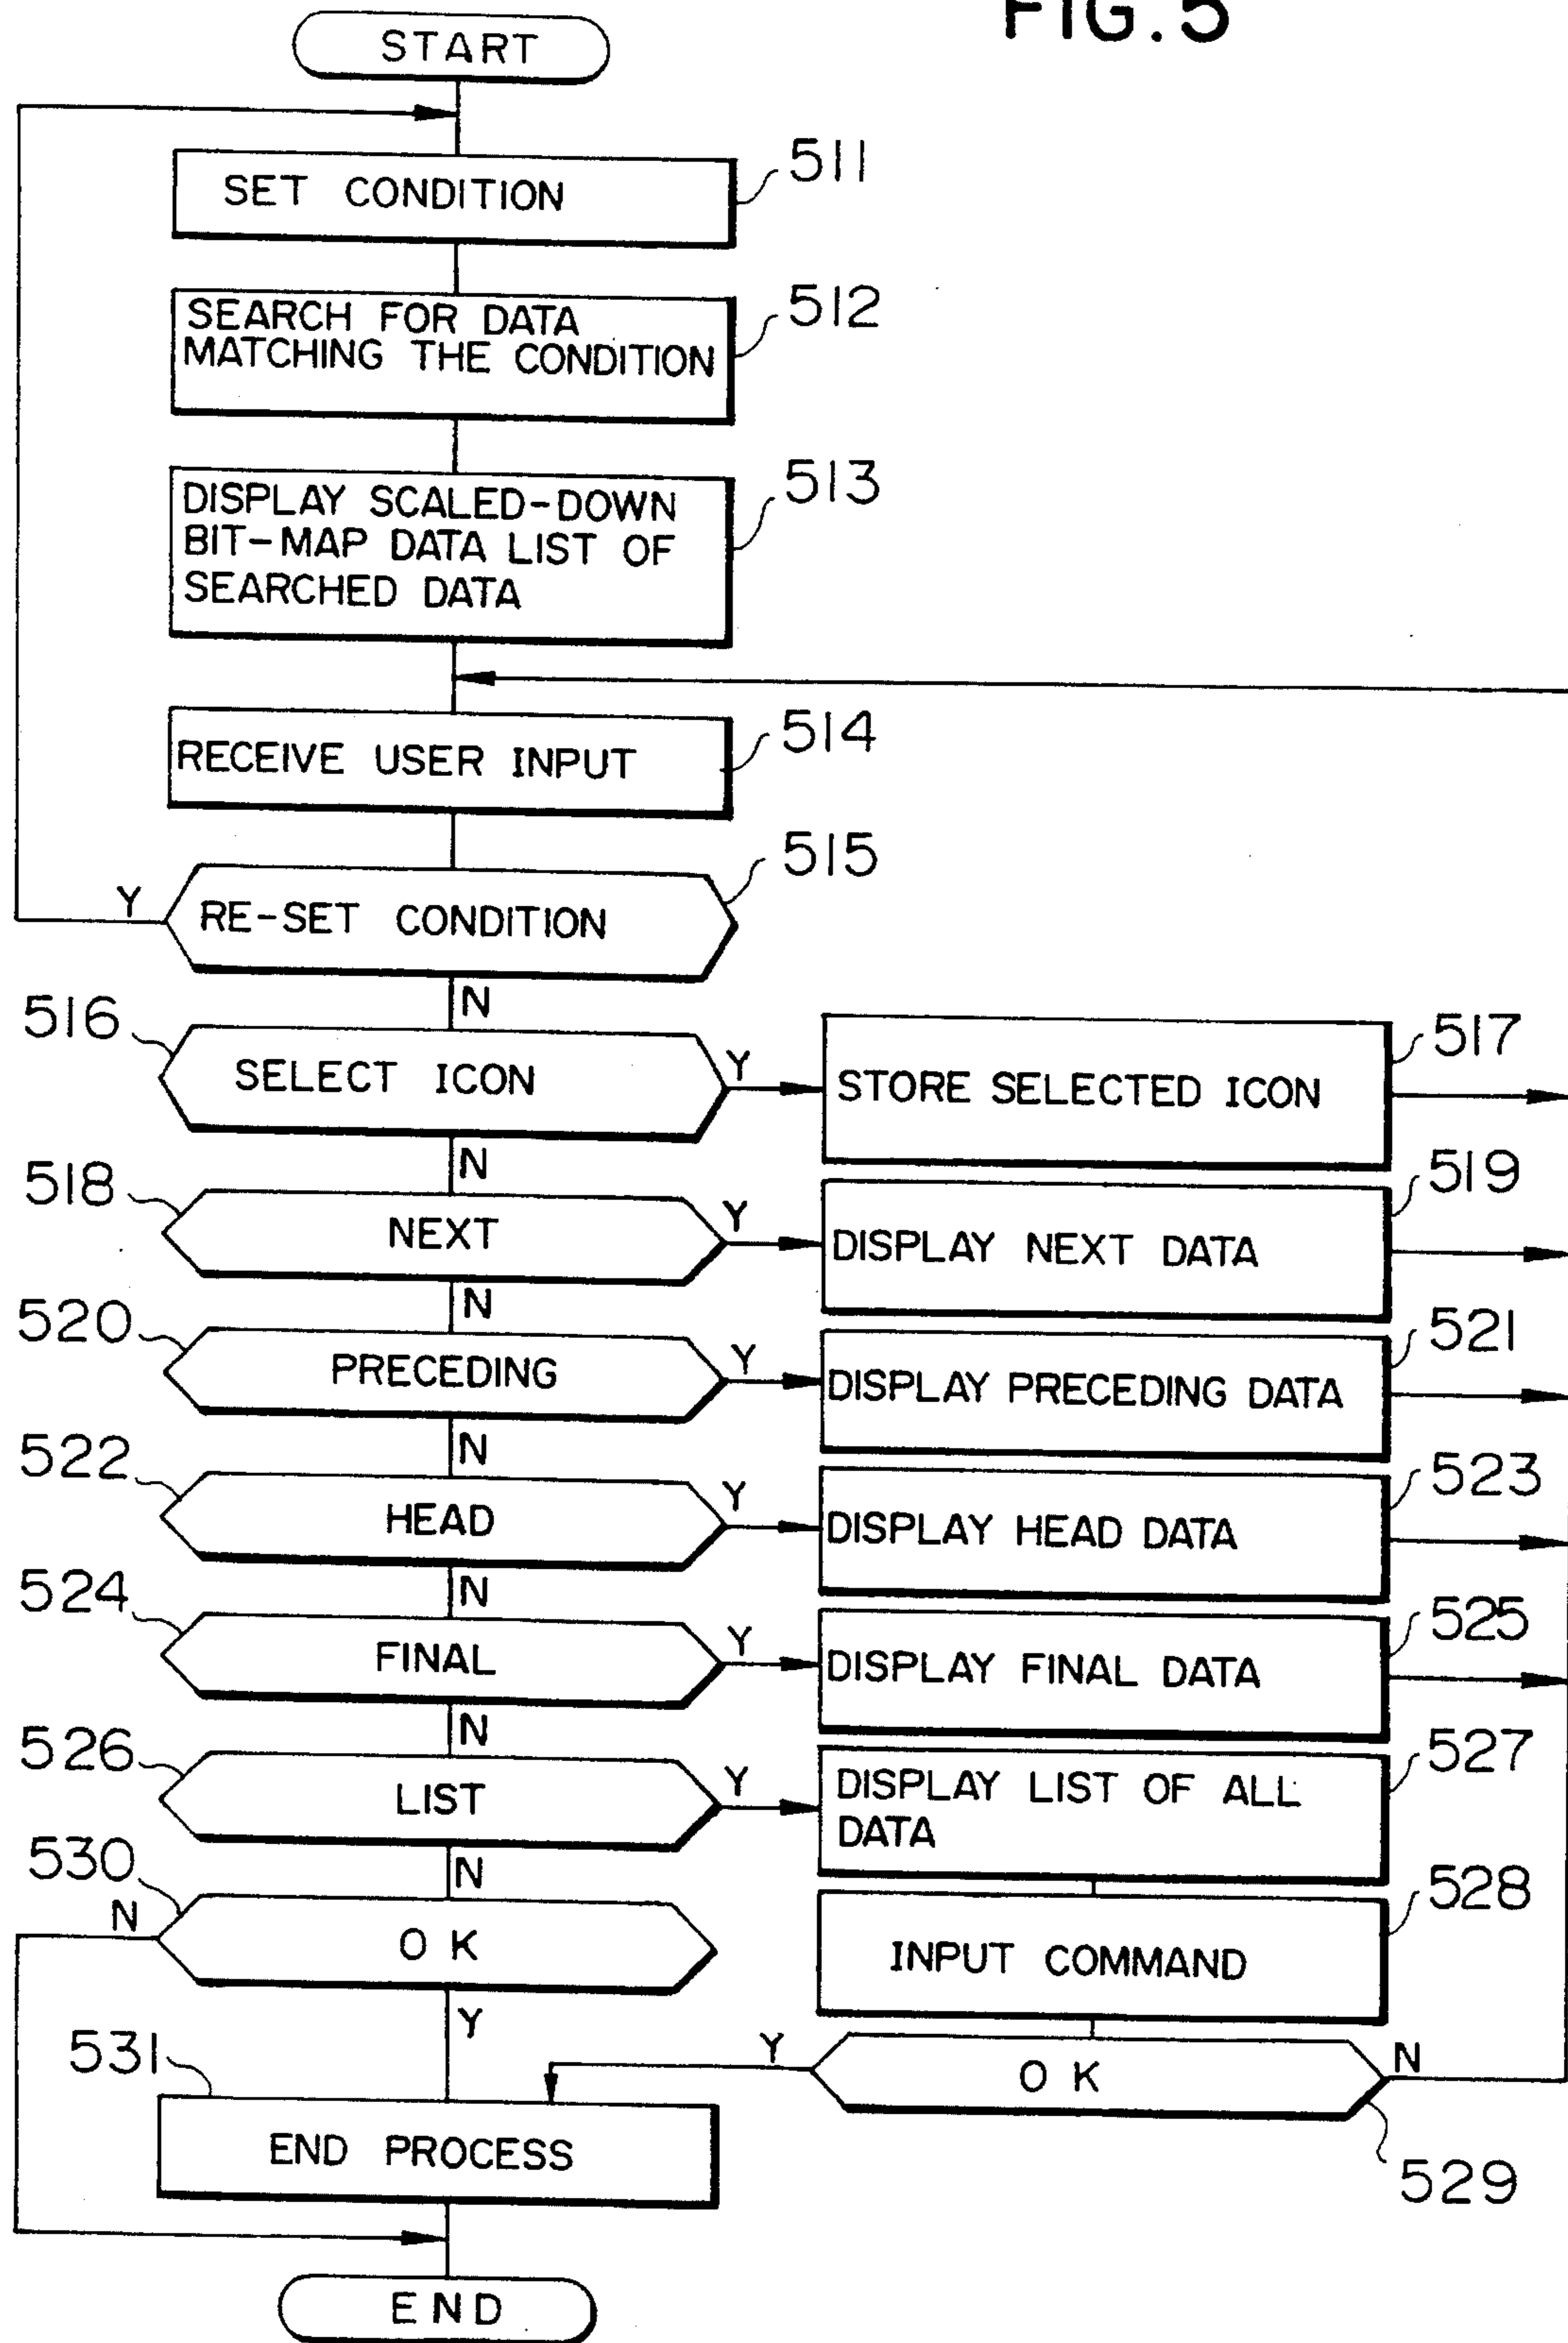 FIG.5
START
SET CONDITION
511
SEARCH FOR DATA
MATCHING THE CONDITION
512
DISPLAY SCALED-DOWN
BIT-MAP DATA LIST OF
SEARCHED DATA
513
RECEIVE USER INPUT
514
RE-SET CONDITION
515
Y
N
516
SELECT ICON
Y
STORE SELECTED ICON
517
N
518
NEXT
Y
DISPLAY NEXT DATA
519
N
520
PRECEDING
Y
DISPLAY PRECEDING DATA
521
N
522
HEAD
Y
DISPLAY HEAD DATA
523
N
524
FINAL
Y
DISPLAY FINAL DATA
525
N
526
LIST
Y
DISPLAY LIST OF ALL
DATA
527
N
530
N
OK
Y
INPUT COMMAND
528
Y
OK
N
529
531
END PROCESS
END